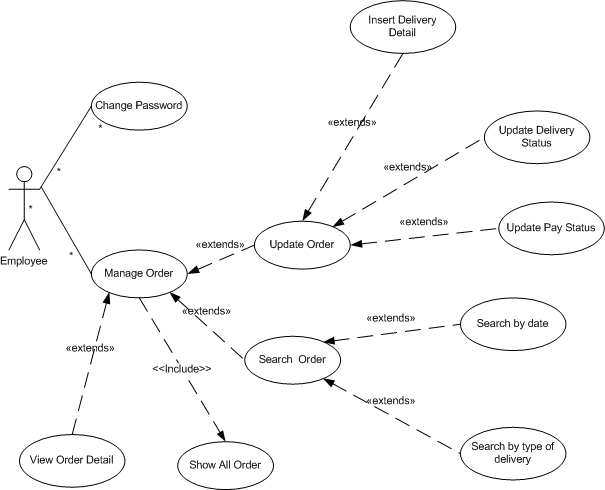 Insert Delivery
Detail
Change Password
«extends»
Update Delivery
Status
*
*
«extends»
*
«extends»
Update Pay Status
«extends»
Update Order
*
Employee
Manage Order
«extends»
«extends»
Search by date
«extends»
Search  Order
<<Include>>
«extends»
View Order Detail
Show All Order
Search by type of
delivery